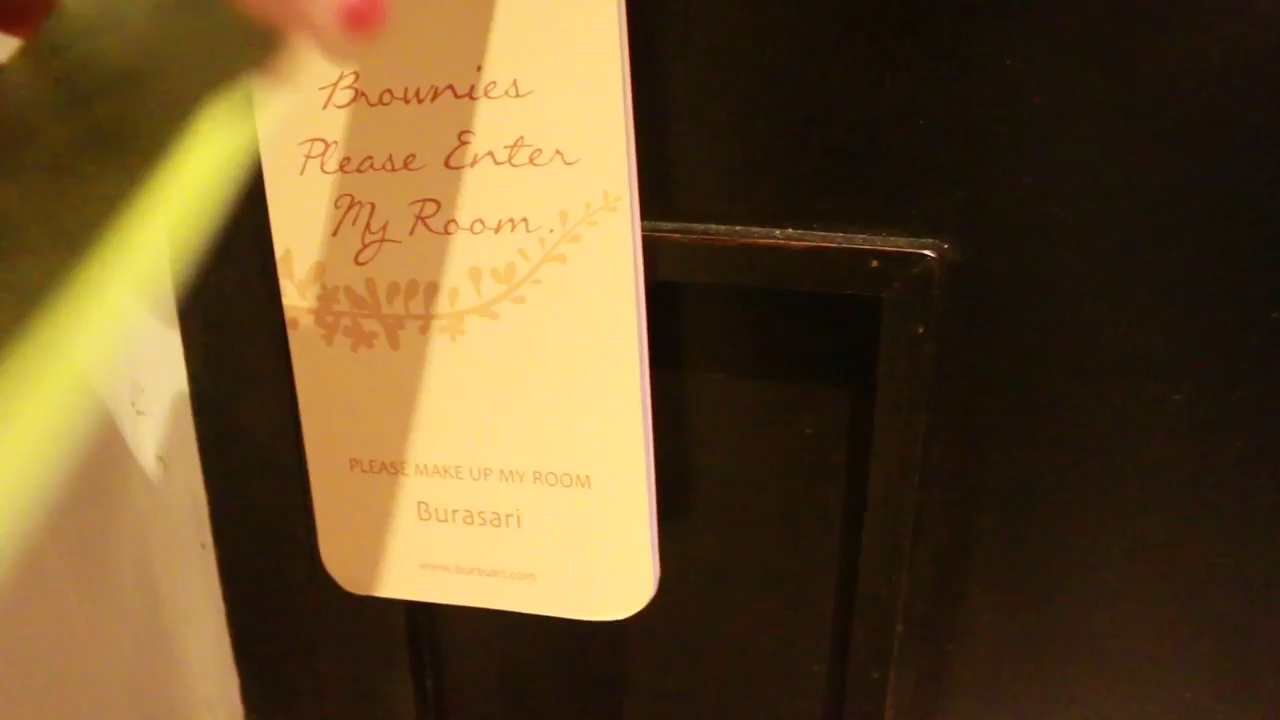 Brownies
Please Enter
My Room.
PLEASE MAKE UP MY ROOM
Burasari
www.burasari.com